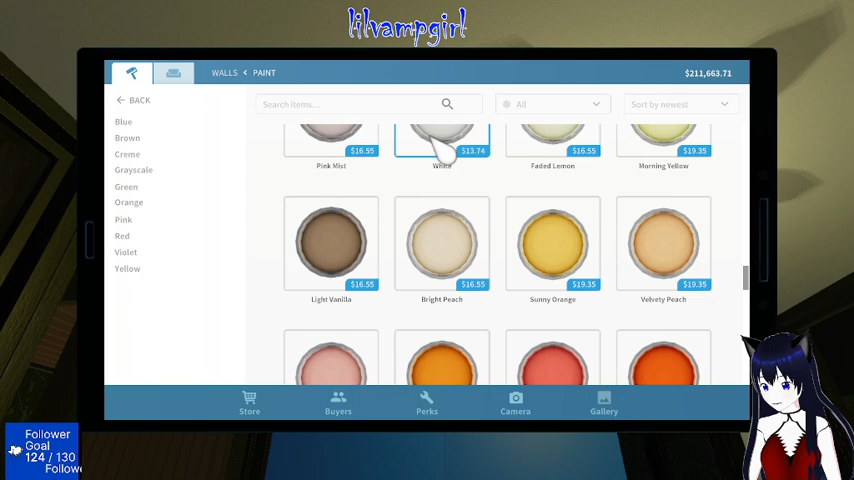 lilvampgirl
WALLS < PAINT
$211,663.71
BACK
Search items...
All
Sort by newest
Blue
Brown
Creme
Grayscale
Green
Orange
Pink
Red
Violet
Yellow
$16.55
$13.74
$16.55
$19.35
Pink Mist
White
Faded Lemon
Morning Yellow
$16.55
$16.55
$19.35
$19.35
Light Vanilla
Bright Peach
Sunny Orange
Velvety Peach
Store
Buyers
Perks
Camera
Gallery
Follower
Goal
124 / 130
Followe